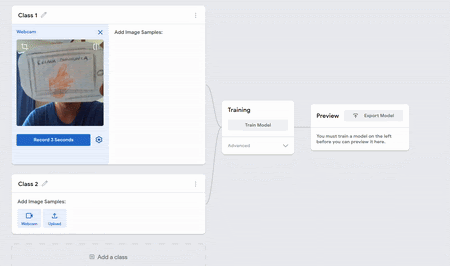 Class 1
Webcam
Add Image Samples:
Record 3 Seconds
Class 2
Add Image Samples:
Webcam
Upload
Add a class
Training
Train Model
Advanced
Preview
Export Model
You must train a model on the left
before you can preview it here.